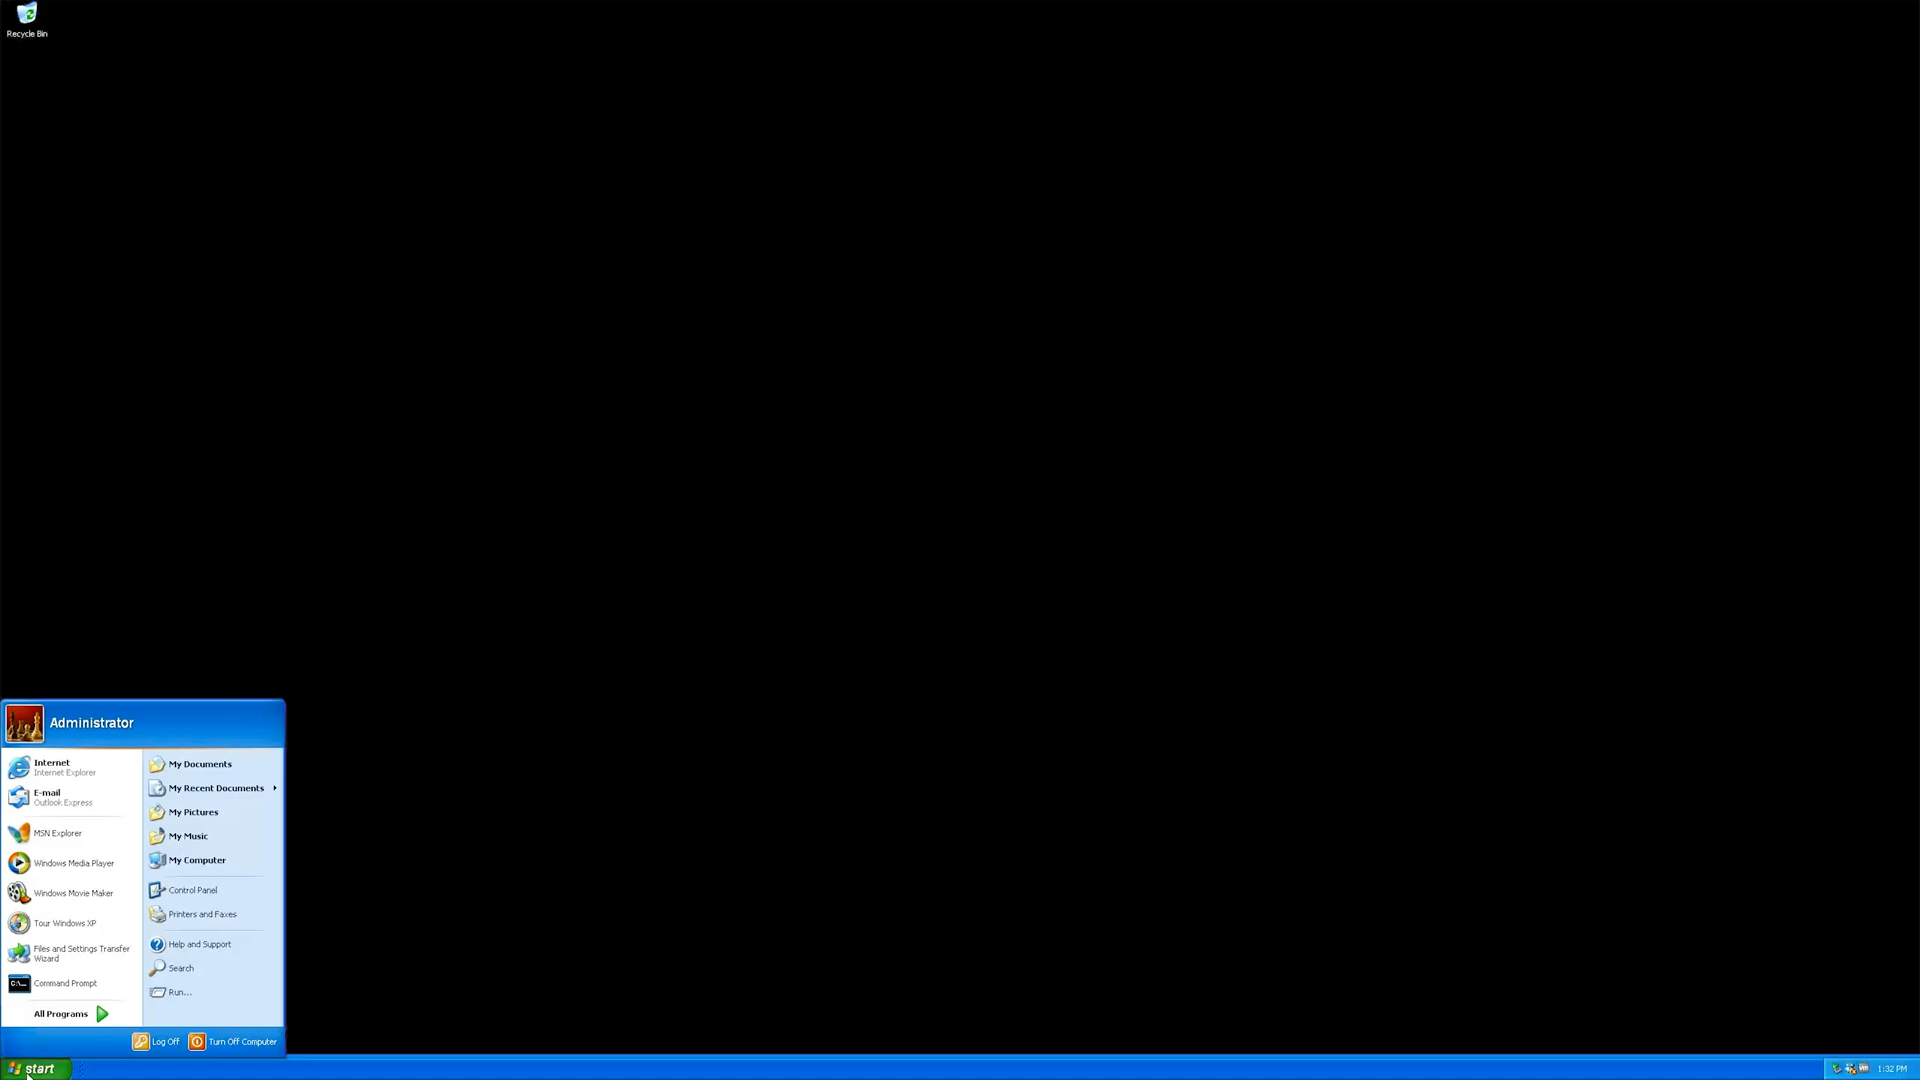 Recycle Bin
Administrator
Internet
Internet Explorer
E-mail
Outlook Express
MSN Explorer
Windows Media Player
Windows Movie Maker
Tour Windows XP
Files and Settings Transfer
Wizard
C:\_
Command Prompt
All Programs
My Documents
My Recent Documents
My Pictures
My Music
My Computer
Control Panel
Printers and Faxes
Help and Support
Search
Run...
Log Off
Turn Off Computer
start
1:32 PM